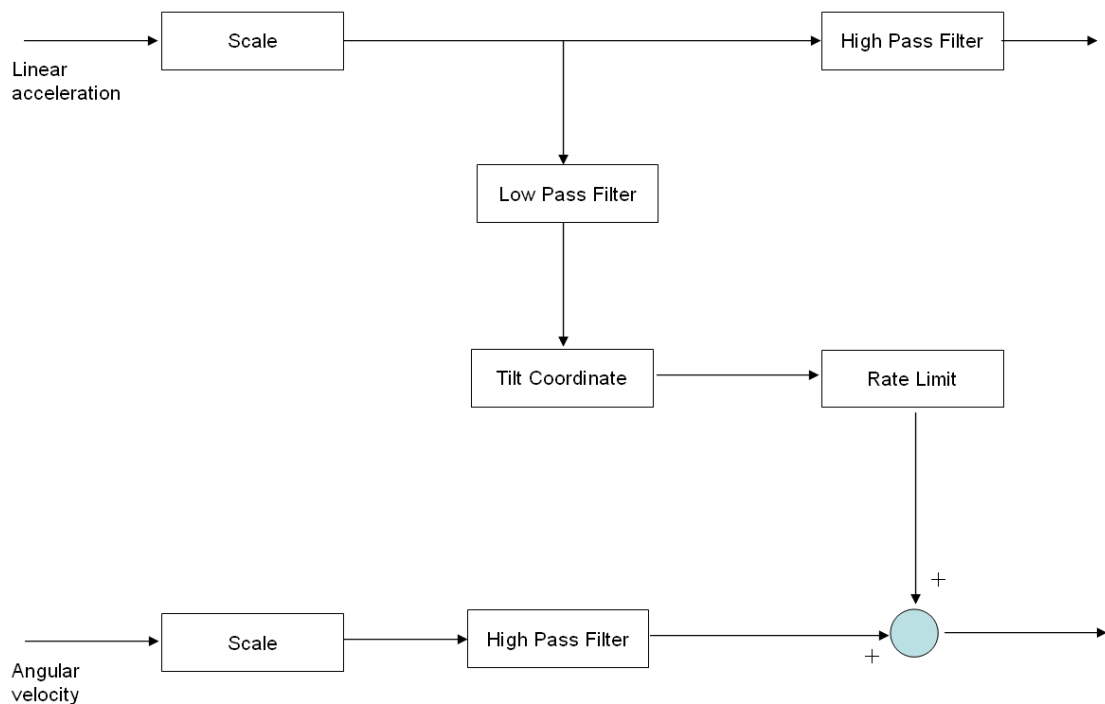 Scale
High Pass Filter
Linear
acceleration
Low Pass Filter
Tilt Coordinate
Rate Limit
+
Scale
High Pass Filter
+
Angular
velocity